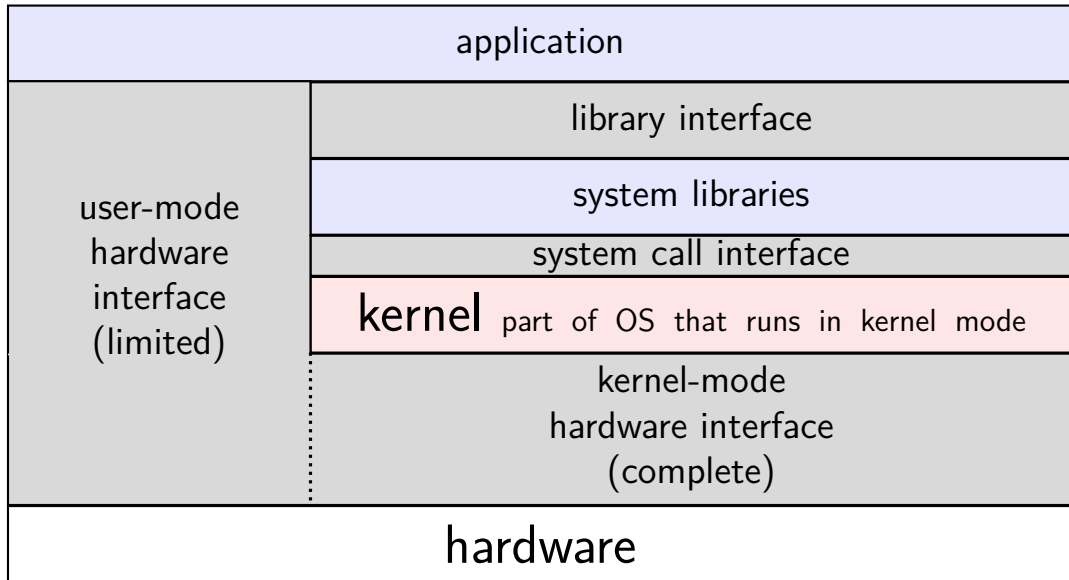 application
library interface
system libraries
user-mode
hardware
interface
(limited)
system call interface
kernel part of OS that runs in kernel mode
kernel-mode
hardware interface
(complete)
hardware